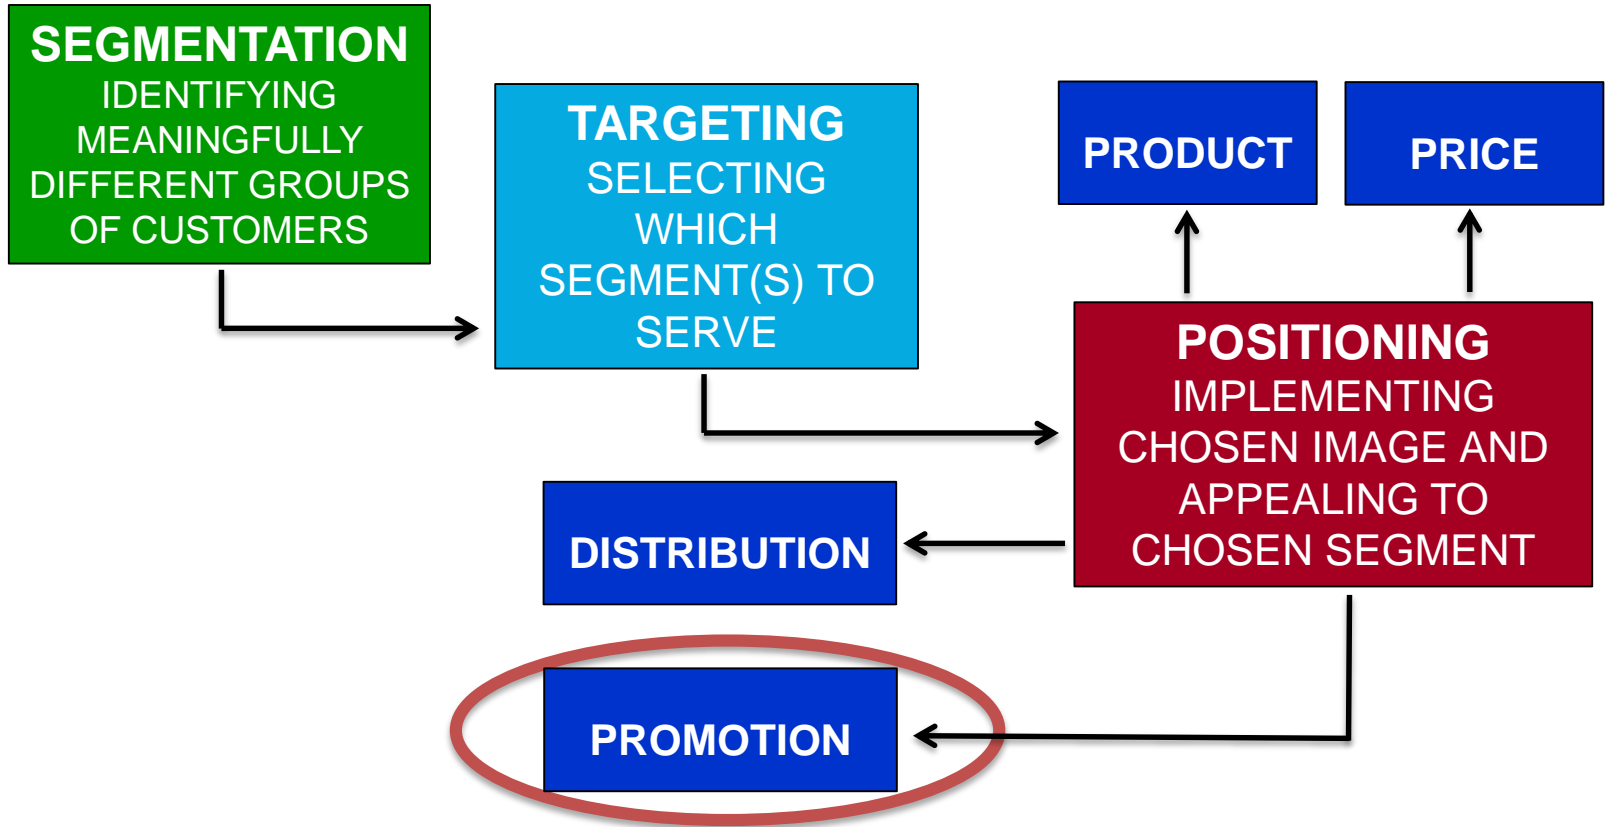 SEGMENTATION
IDENTIFYING
MEANINGFULLY
DIFFERENT GROUPS
OF CUSTOMERS
TARGETING
SELECTING
WHICH
SEGMENT(S) TO
SERVE
PRODUCT
PRICE
POSITIONING
IMPLEMENTING
CHOSEN IMAGE AND
APPEALING TO
CHOSEN SEGMENT
DISTRIBUTION
PROMOTION